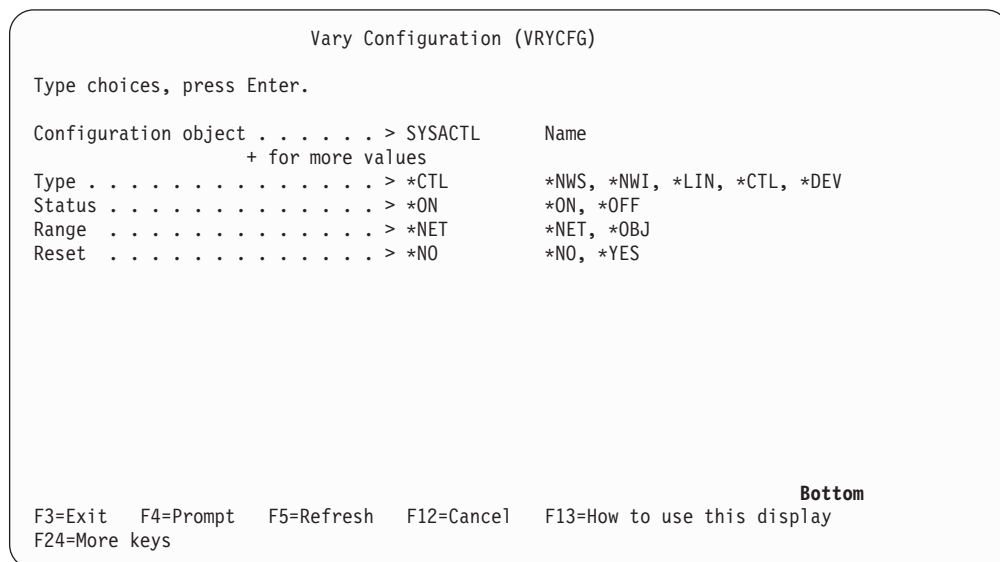 Vary Configuration (VRYCFG)
Type choices, press Enter.
Configuration object . . . . . . > SYSACTL Name
+ for more values
Type . . . . . . . . . . . . . . > *CTL *NWS, *NWI, *LIN, *CTL, *DEV
Status . . . . . . . . . . . . . > *ON *ON, *OFF
Range . . . . . . . . . . . . . > *NET *NET, *OBJ
Reset . . . . . . . . . . . . . > *NO *NO, *YES
Bottom
F3=Exit F4=Prompt F5=Refresh F12=Cancel F13=How to use this display
F24=More keys